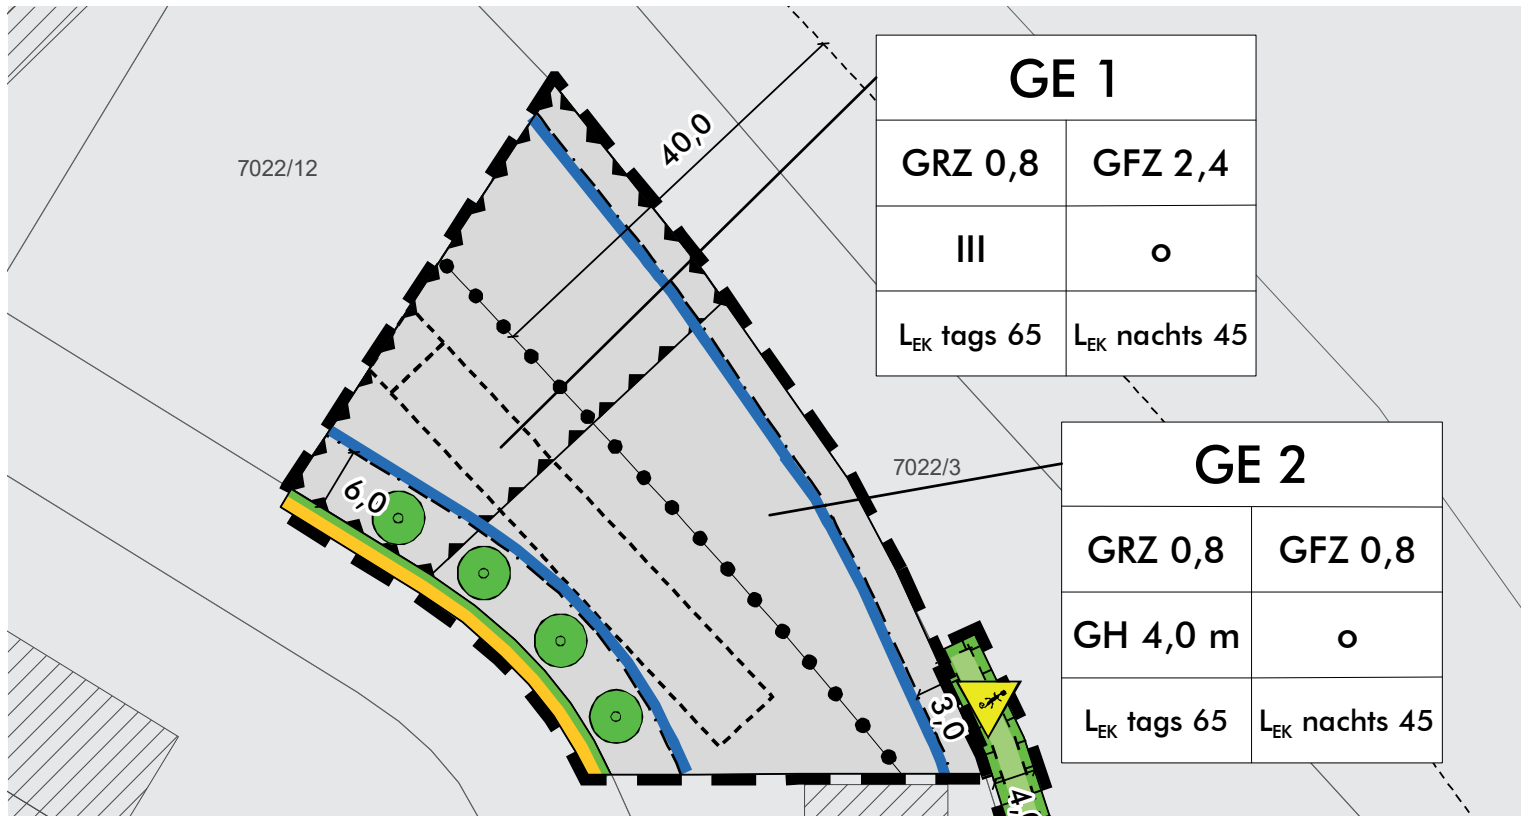 7022/12
40,0
GE 1
GRZ 0,8
GFZ 2,4
III
o
LEK tags 65
LEK nachts 45
7022/3
GE 2
GRZ 0,8
GFZ 0,8
GH 4,0 m
o
LEK tags 65
LEK nachts 45
6,0
3,0